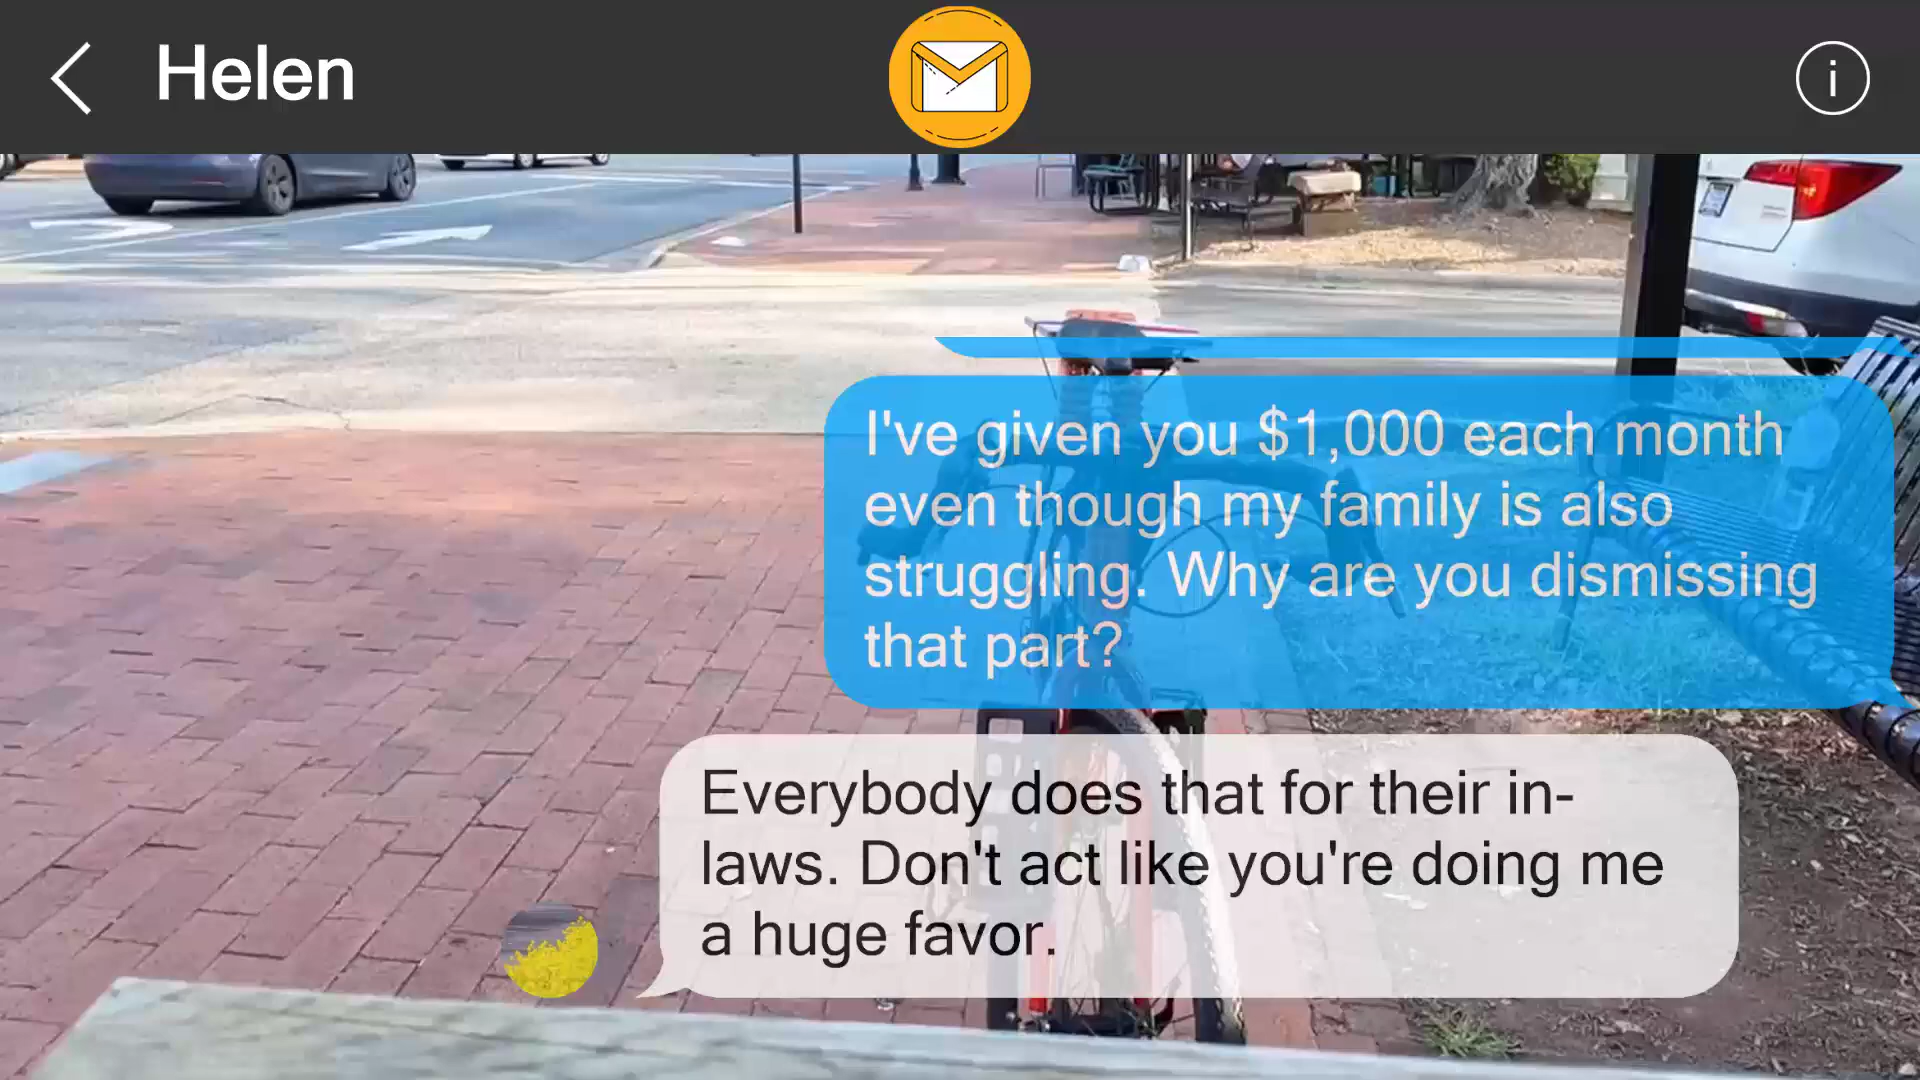 Helen
i
I've given you $1,000 each month
even though my family is also
struggling. Why are you dismissing
that part?
Everybody does that for their in-
laws. Don't act like you're doing me
a huge favor.